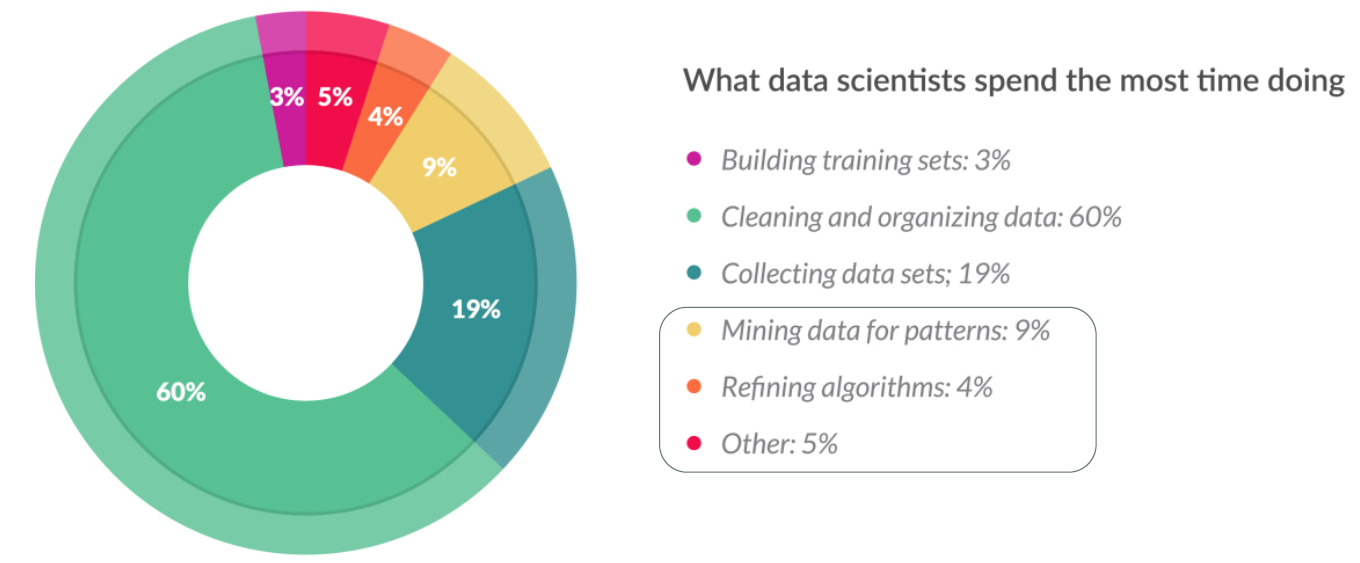 3%
5%
4%
9%
19%
60%
What data scientists spend the most time doing
Building training sets: 3%
Cleaning and organizing data: 60%
Collecting data sets; 19%
Mining data for patterns: 9%
Refining algorithms: 4%
Other: 5%